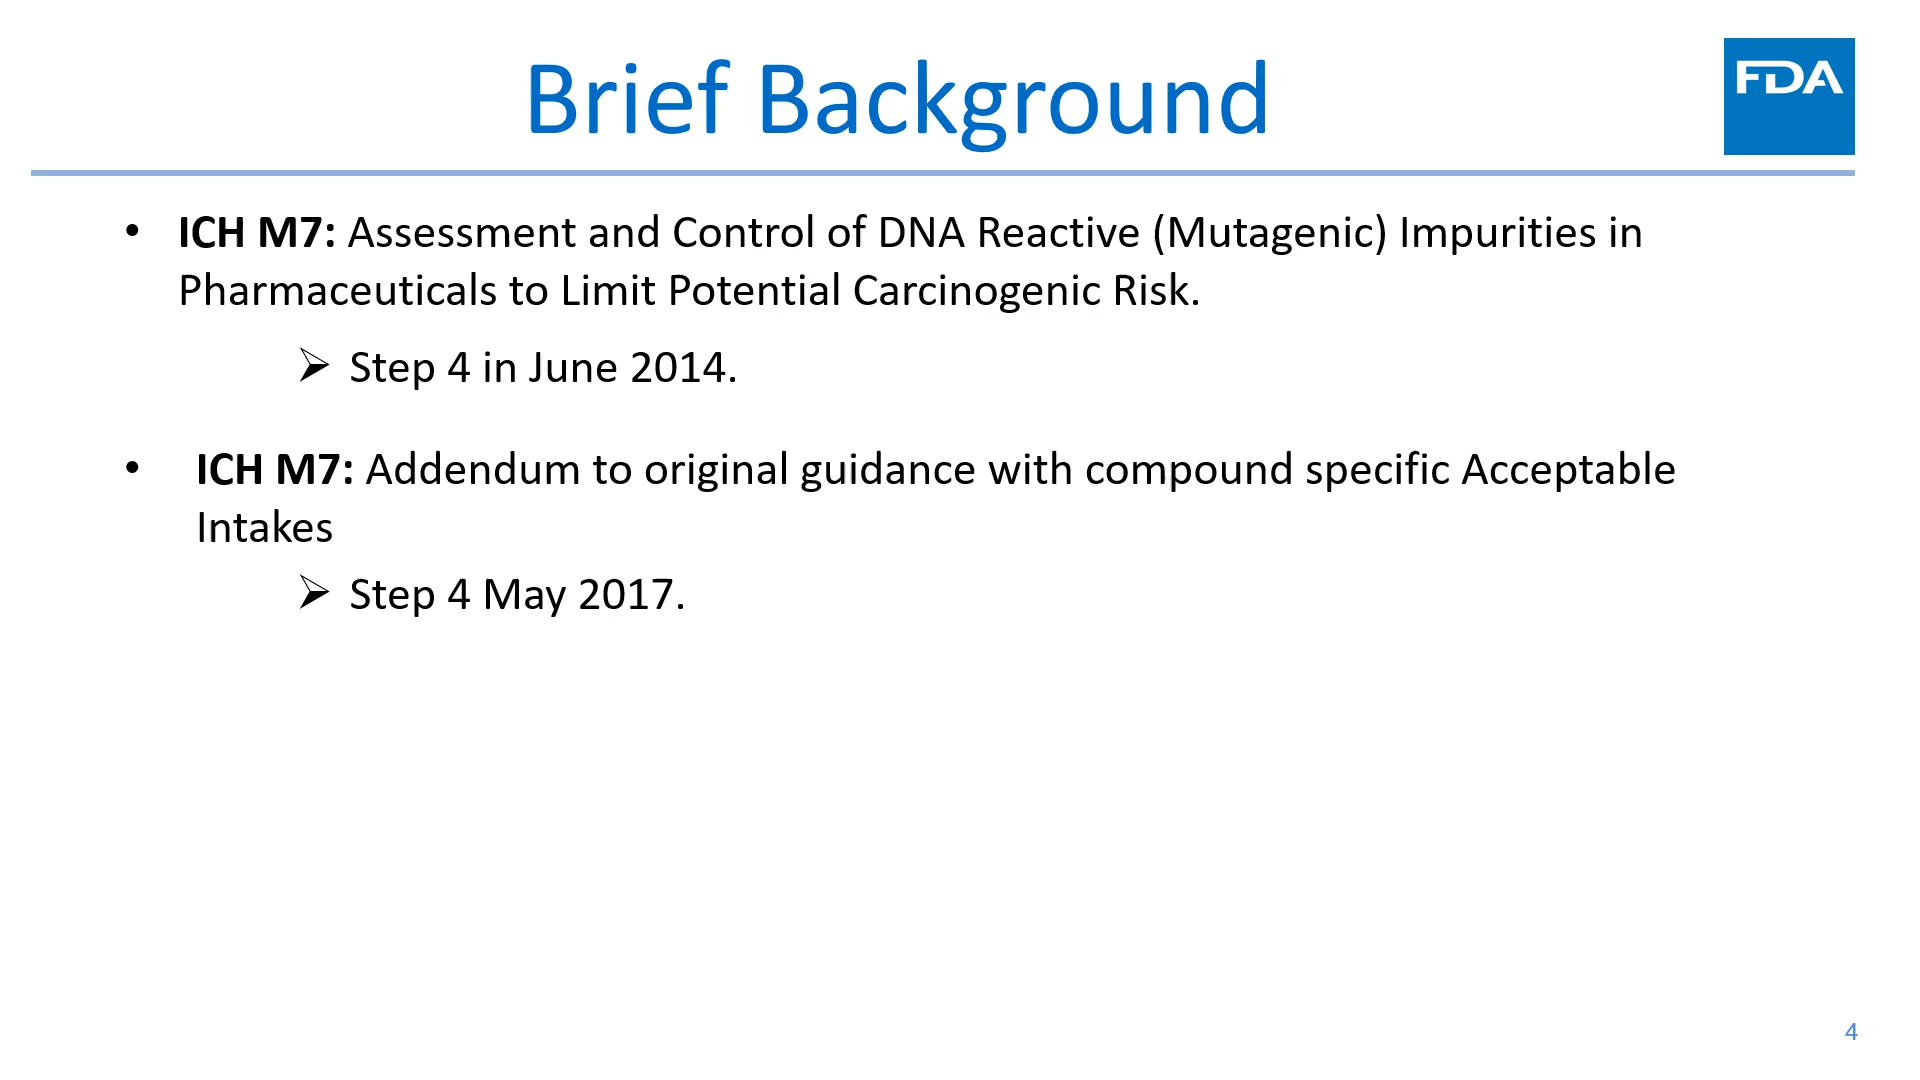 Brief Background
FDA
• ICH M7: Assessment and Control of DNA Reactive (Mutagenic) Impurities in
Pharmaceuticals to Limit Potential Carcinogenic Risk.
➢ Step 4 in June 2014.
• ICH M7: Addendum to original guidance with compound specific Acceptable
Intakes
➢ Step 4 May 2017.
4